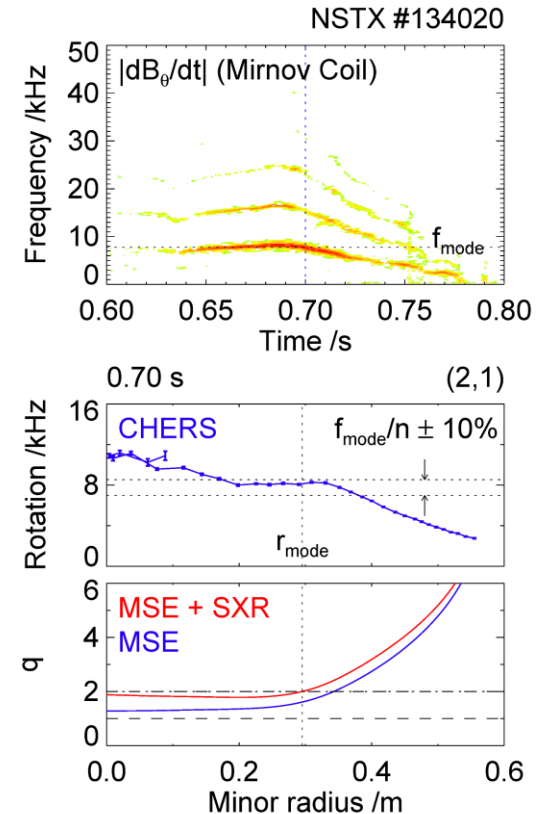 NSTX #134020
|dBθ/dt| (Mirnov Coil)
50
40
30
20
10
0
Frequency /kHz
f_mode
0.60 0.65 0.70 0.75 0.80
Time /s
0.70 s (2,1)
16
8
0
Rotation /kHz
CHERS
f_mode/n ± 10%
r_mode
6
4
2
0
q
MSE + SXR
MSE
0.0 0.2 0.4 0.6
Minor radius /m